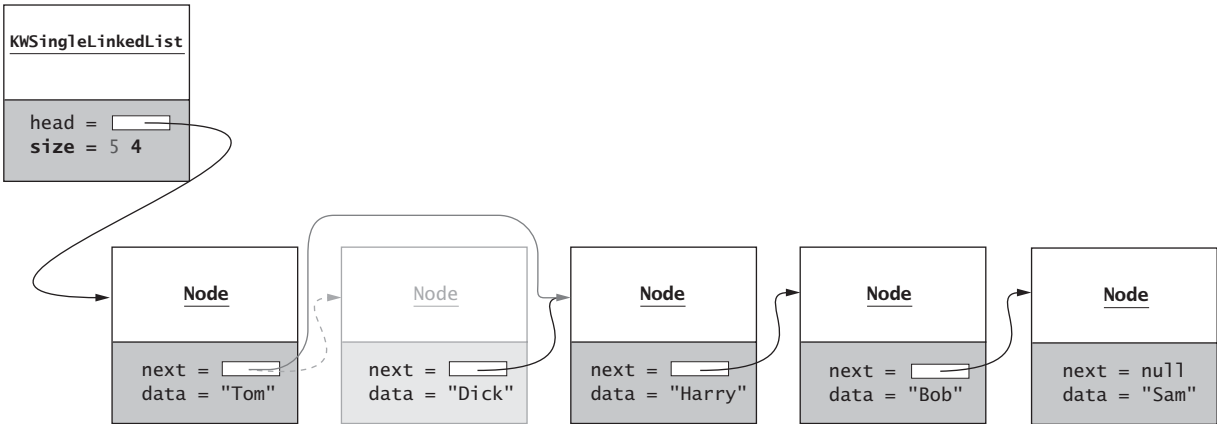 KWSingleLinkedList
head =
size = 5 4
Node
next =
data = "Tom"
Node
next =
data = "Dick"
Node
next =
data = "Harry"
Node
next =
data = "Bob"
Node
next = null
data = "Sam"